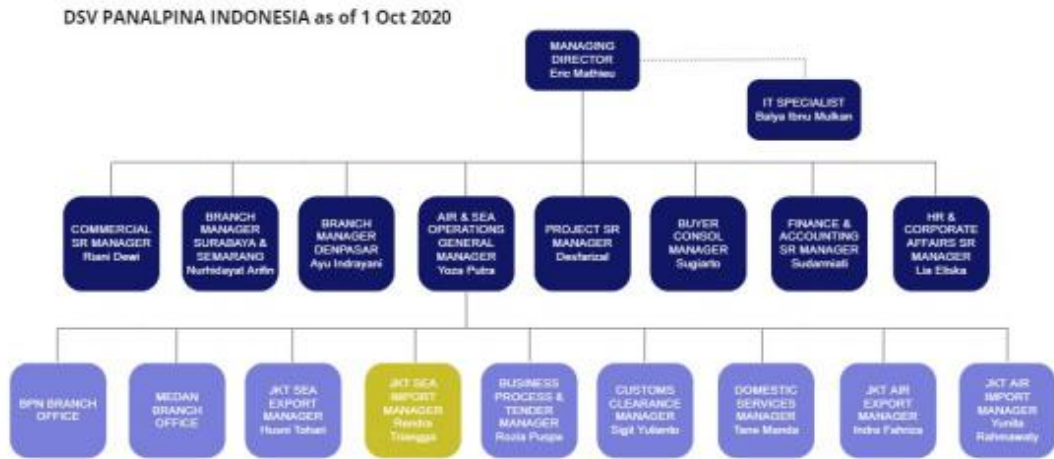 DSV PANALPINA INDONESIA as of 1 Oct 2020
MANAGING
DIRECTOR
Eric Mathieu
IT SPECIALIST
Balya Ibnu Mulkan
COMMERCIAL
SR MANAGER
Riani Dewi
BRANCH
MANAGER
SURABAYA &
SEMARANG
Nurhidayat Arifin
BRANCH
MANAGER
DENPASAR
Ayu Indrayani
AIR & SEA
OPERATIONS
GENERAL
MANAGER
Yoza Putra
PROJECT SR
MANAGER
Desfarizal
BUYER
CONSOL
MANAGER
Sugiarto
FINANCE &
ACCOUNTING
SR MANAGER
Sudarmiati
HR &
CORPORATE
AFFAIRS SR
MANAGER
Lia Eliska
BPN BRANCH
OFFICE
MEDAN
BRANCH
OFFICE
JKT SEA
EXPORT
MANAGER
Husni Tohari
JKT SEA
IMPORT
MANAGER
Rendra
Triangga
BUSINESS
PROCESS &
TENDER
MANAGER
Rozia Puspa
CUSTOMS
CLEARANCE
MANAGER
Sigit Yulianto
DOMESTIC
SERVICES
MANAGER
Tane Manda
JKT AIR
EXPORT
MANAGER
Indra Fahriza
JKT AIR
IMPORT
MANAGER
Yunita
Rahmawaty